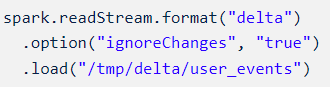 spark.readStream.format("delta")
  .option("ignoreChanges", "true")
  .load("/tmp/delta/user_events")